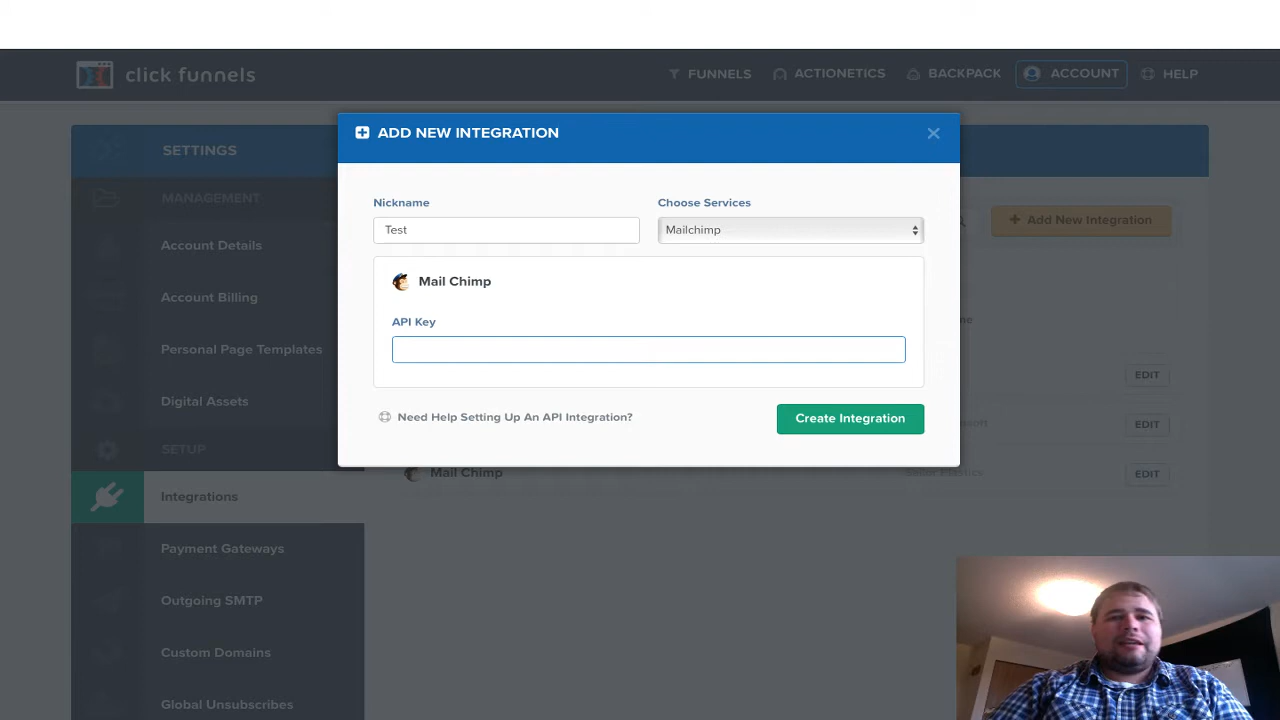 click funnels
FUNNELS
ACTIONETICS
BACKPACK
ACCOUNT
HELP
ADD NEW INTEGRATION
SETTINGS
MANAGEMENT
Account Details
Account Billing
Personal Page Templates
Digital Assets
SETUP
Integrations
Payment Gateways
Outgoing SMTP
Custom Domains
Global Unsubscribes
Nickname
Choose Services
Test
Mailchimp
Mail Chimp
API Key
Need Help Setting Up An API Integration?
Create Integration
Add New Integration
EDIT
EDIT
Mail Chimp
EDIT